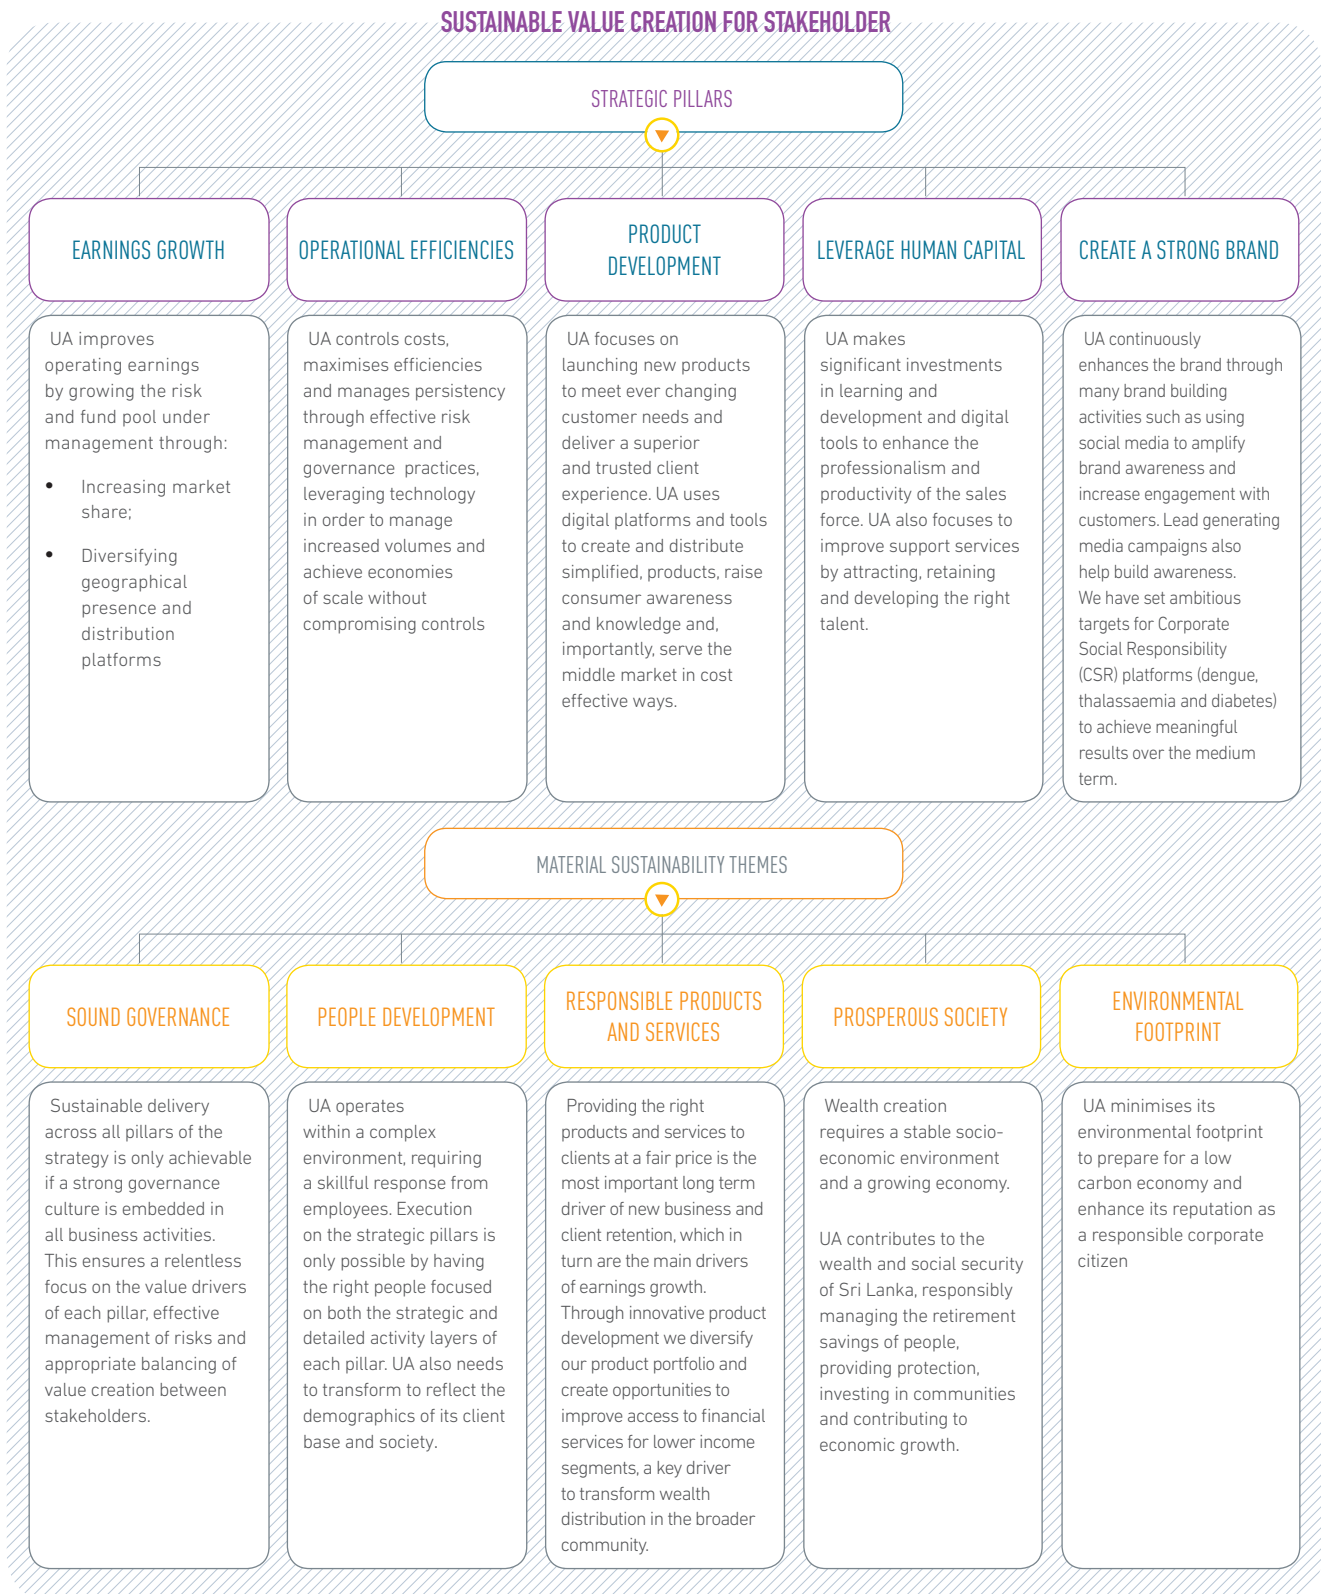 SUSTAINABLE VALUE CREATION FOR STAKEHOLDER
STRATEGIC PILLARS
EARNINGS GROWTH
UA improves
operating earnings
by growing the risk
and fund pool under
management through:
• Increasing market
share;
• Diversifying
geographical
presence and
distribution
platforms
OPERATIONAL EFFICIENCIES
UA controls costs,
maximises efficiencies
and manages persistency
through effective risk
management and
governance practices,
leveraging technology
in order to manage
increased volumes and
achieve economies
of scale without
compromising controls
PRODUCT
DEVELOPMENT
UA focuses on
launching new products
to meet ever changing
customer needs and
deliver a superior
and trusted client
experience. UA uses
digital platforms and tools
to create and distribute
simplified, products, raise
consumer awareness
and knowledge and,
importantly, serve the
middle market in cost
effective ways.
LEVERAGE HUMAN CAPITAL
UA makes
significant investments
in learning and
development and digital
tools to enhance the
professionalism and
productivity of the sales
force. UA also focuses to
improve support services
by attracting, retaining
and developing the right
talent.
CREATE A STRONG BRAND
UA continuously
enhances the brand through
many brand building
activities such as using
social media to amplify
brand awareness and
increase engagement with
customers. Lead generating
media campaigns also
help build awareness.
We have set ambitious
targets for Corporate
Social Responsibility
(CSR) platforms (dengue,
thalassaemia and diabetes)
to achieve meaningful
results over the medium
term.
MATERIAL SUSTAINABILITY THEMES
SOUND GOVERNANCE
Sustainable delivery
across all pillars of the
strategy is only achievable
if a strong governance
culture is embedded in
all business activities.
This ensures a relentless
focus on the value drivers
of each pillar, effective
management of risks and
appropriate balancing of
value creation between
stakeholders.
PEOPLE DEVELOPMENT
UA operates
within a complex
environment, requiring
a skillful response from
employees. Execution
on the strategic pillars is
only possible by having
the right people focused
on both the strategic and
detailed activity layers of
each pillar. UA also needs
to transform to reflect the
demographics of its client
base and society.
RESPONSIBLE PRODUCTS
AND SERVICES
Providing the right
products and services to
clients at a fair price is the
most important long term
driver of new business and
client retention, which in
turn are the main drivers
of earnings growth.
Through innovative product
development we diversify
our product portfolio and
create opportunities to
improve access to financial
services for lower income
segments, a key driver
to transform wealth
distribution in the broader
community.
PROSPEROUS SOCIETY
Wealth creation
requires a stable socio-
economic environment
and a growing economy.
UA contributes to the
wealth and social security
of Sri Lanka, responsibly
managing the retirement
savings of people,
providing protection,
investing in communities
and contributing to
economic growth.
ENVIRONMENTAL
FOOTPRINT
UA minimises its
environmental footprint
to prepare for a low
carbon economy and
enhance its reputation as
a responsible corporate
citizen